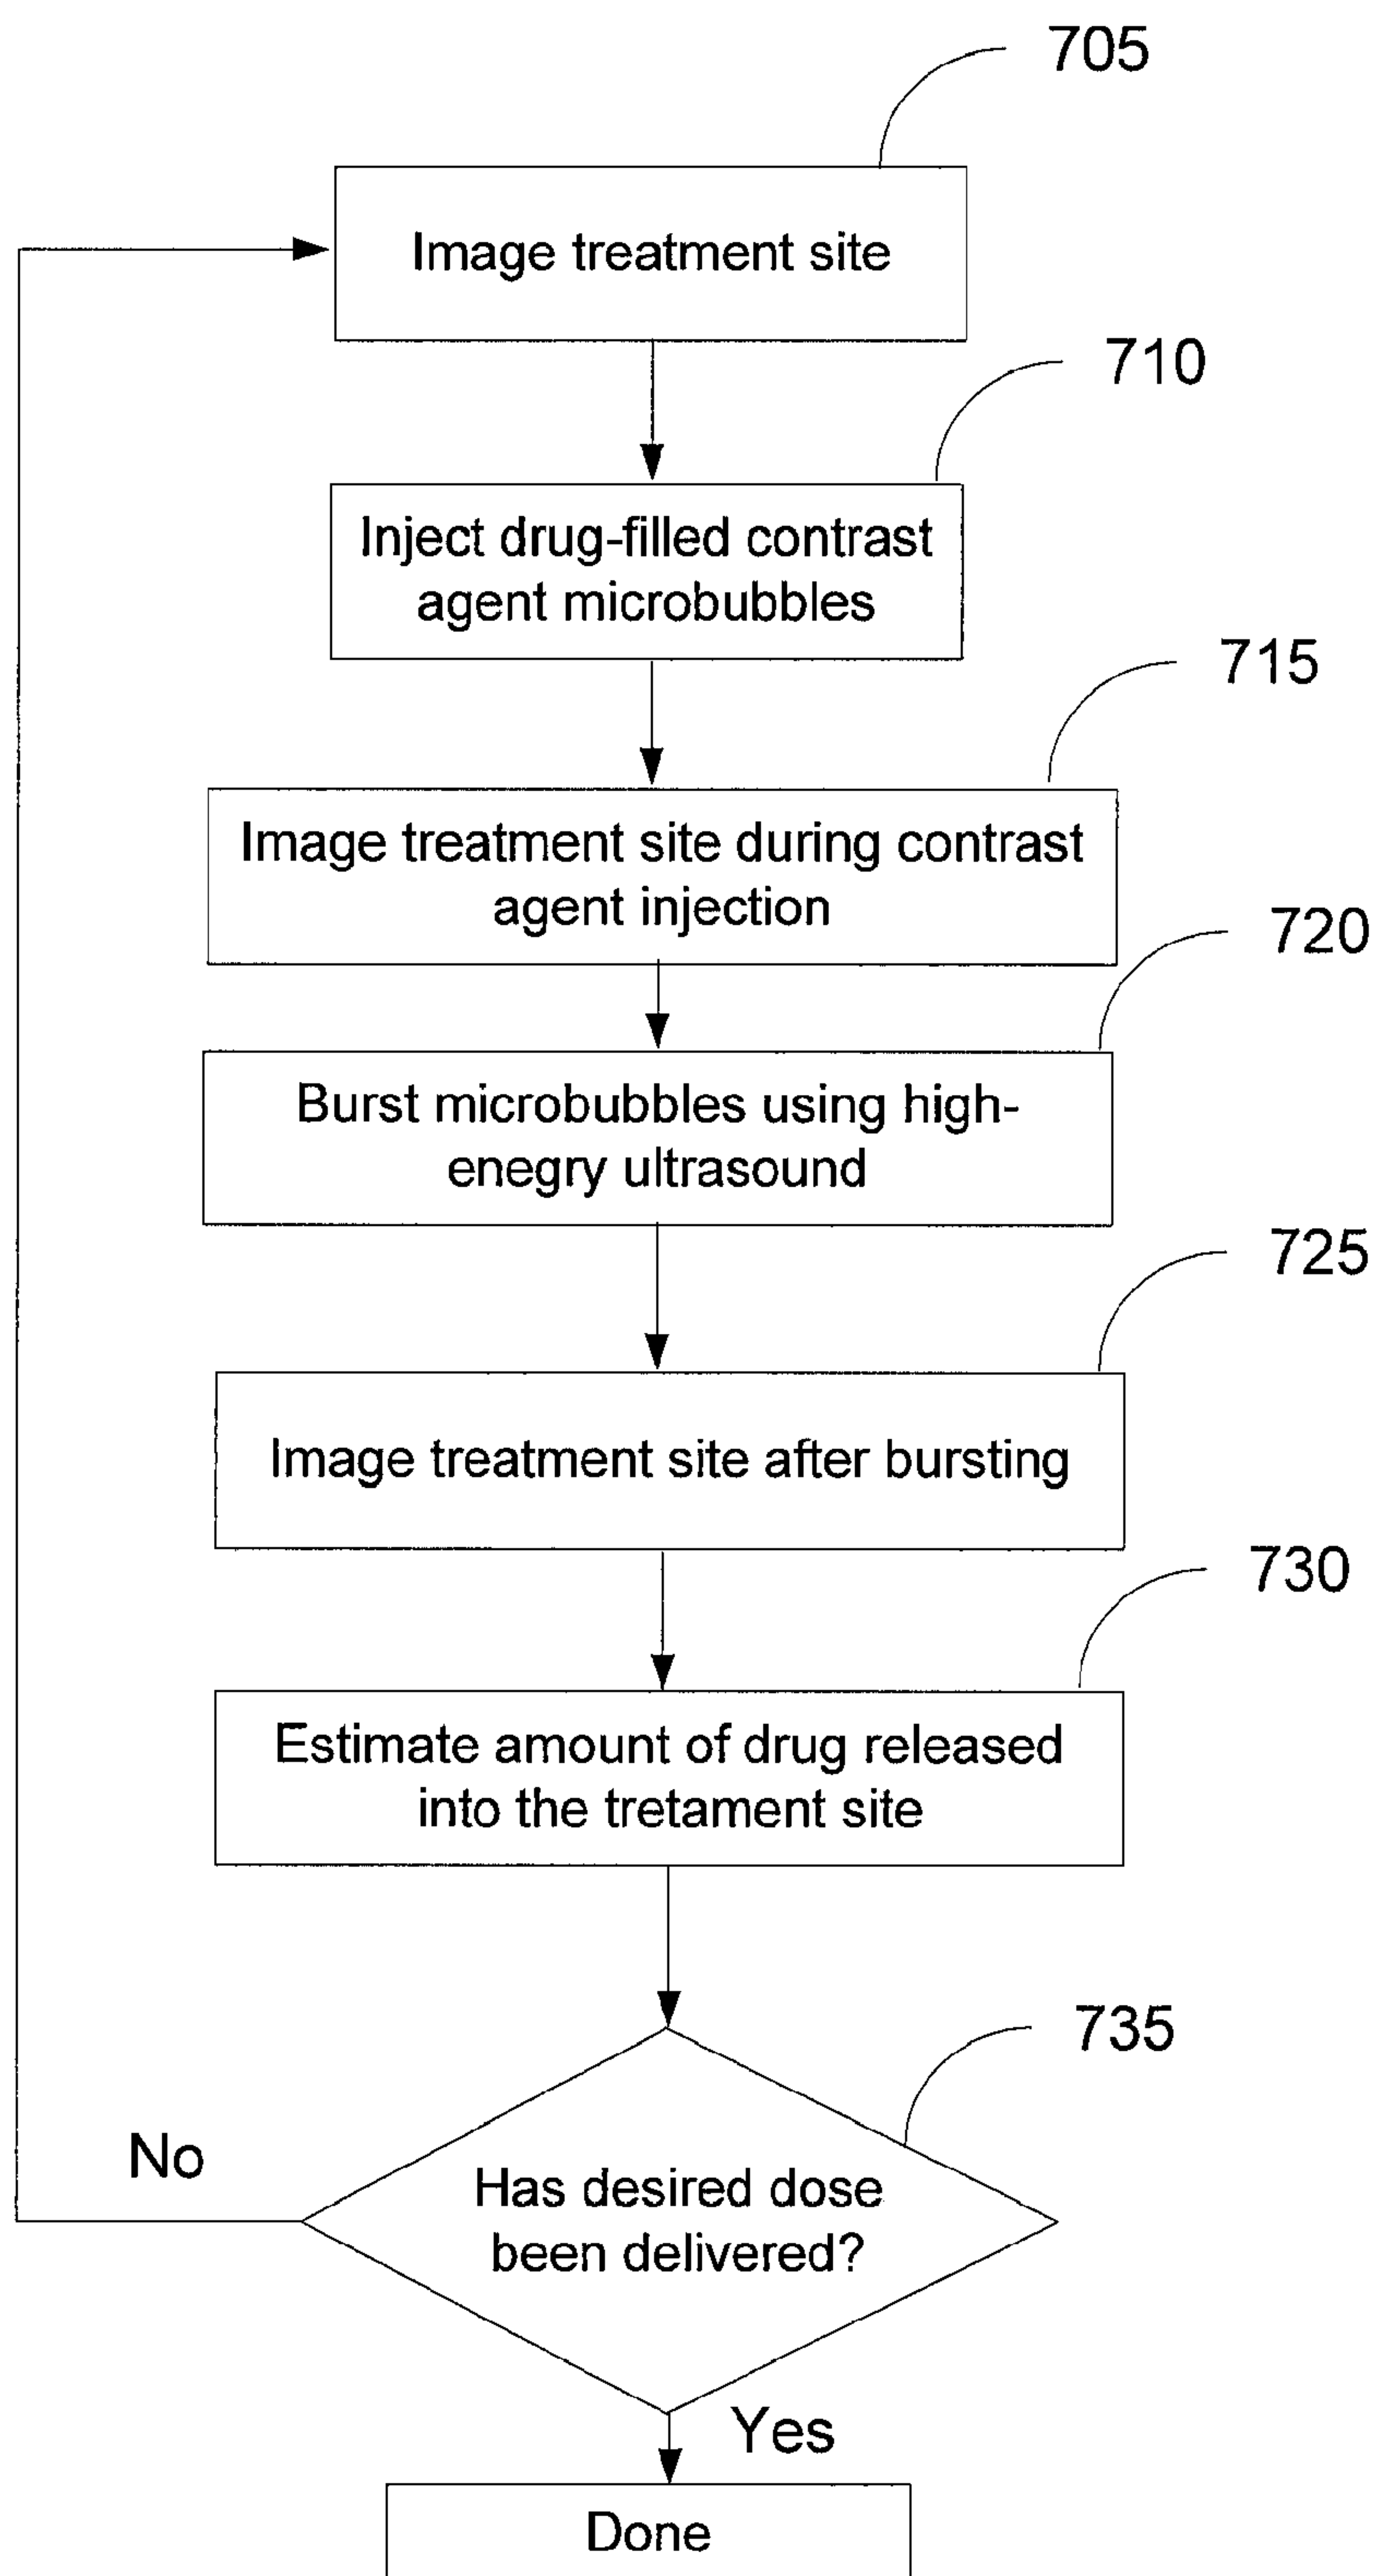 705
Image treatment site
710
Inject drug-filled contrast
agent microbubbles
715
Image treatment site during contrast
agent injection
720
Burst microbubbles using high-
enegry ultrasound
725
Image treatment site after bursting
730
Estimate amount of drug released
into the tretament site
735
No
Has desired dose
been delivered?
Yes
Done